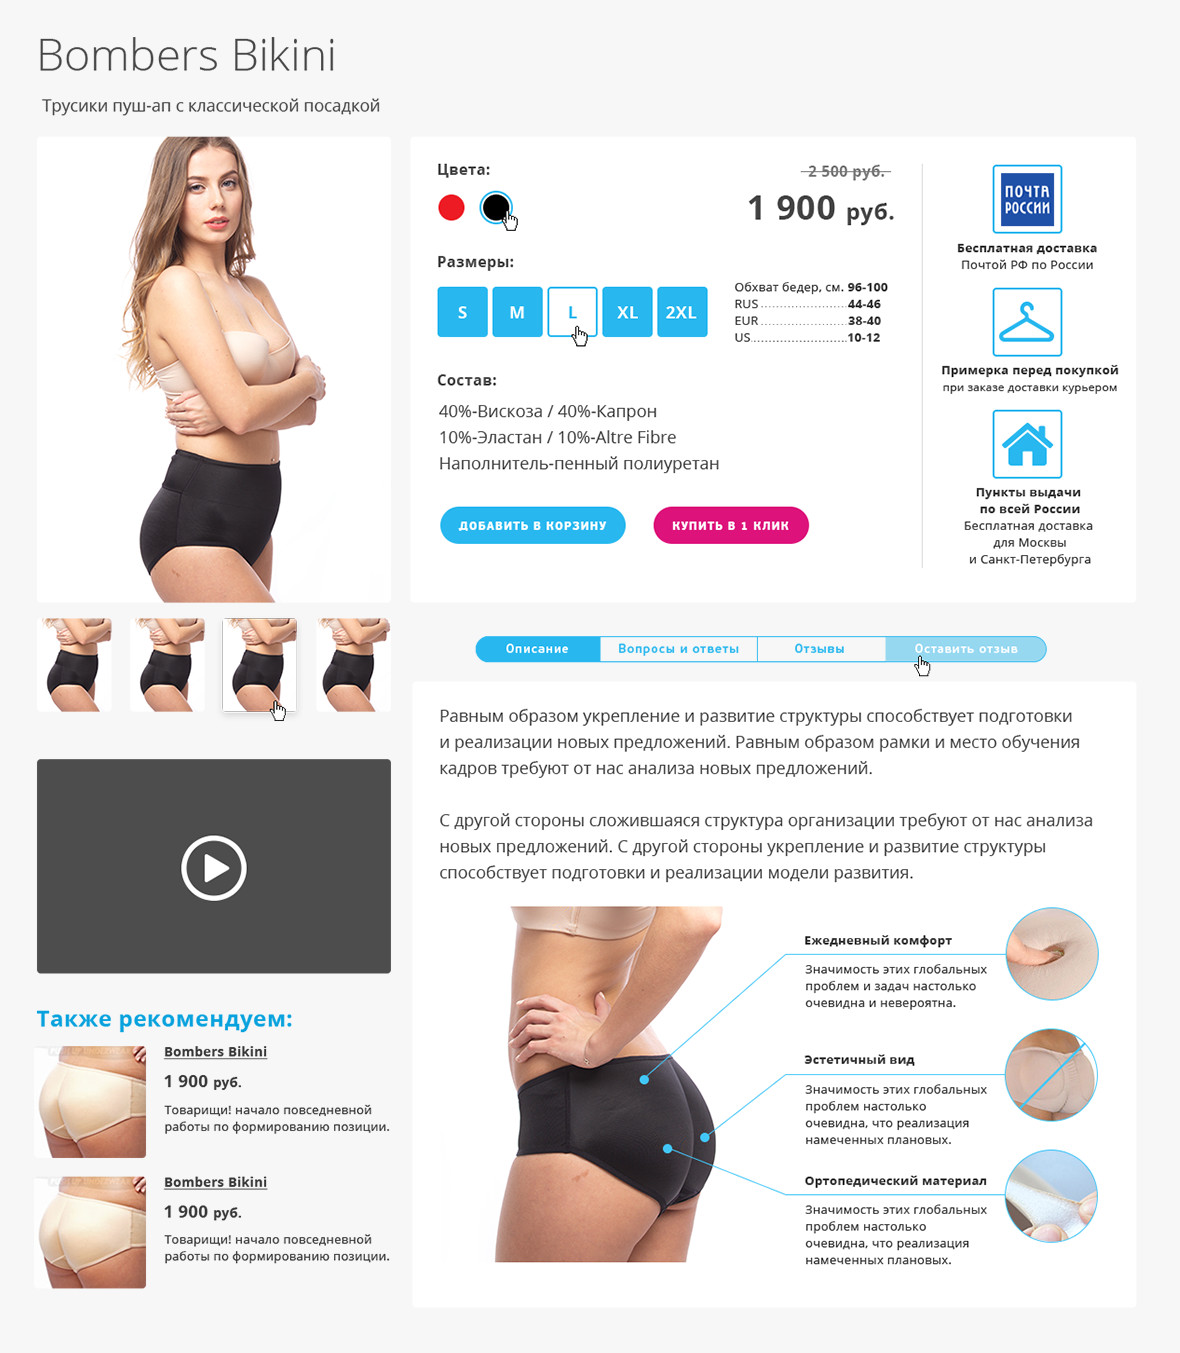 Bombers Bikini
Трусики пуш-ап с классической посадкой
Цвета:
2 500 руб.
1 900 руб.
Размеры:
S
M
L
XL
2XL
Обхват бедер, см. 96-100
RUS 44-46
EUR 38-40
US 10-12
Состав:
40%-Вискоза / 40%-Капрон
10%-Эластан / 10%-Altre Fibre
Наполнитель-пенный полиуретан
ДОБАВИТЬ В КОРЗИНУ
КУПИТЬ В 1 КЛИК
ПОЧТА
РОССИИ
Бесплатная доставка
Почтой РФ по России
Примерка перед покупкой
при заказе доставки курьером
Пункты выдачи
по всей России
Бесплатная доставка
для Москвы
и Санкт-Петербурга
Описание
Вопросы и ответы
Отзывы
Оставить отзыв
Равным образом укрепление и развитие структуры способствует подготовки
и реализации новых предложений. Равным образом рамки и место обучения
кадров требуют от нас анализа новых предложений.
С другой стороны сложившаяся структура организации требуют от нас анализа
новых предложений. С другой стороны укрепление и развитие структуры
способствует подготовки и реализации модели развития.
Ежедневный комфорт
Значимость этих глобальных
проблем и задач настолько
очевидна и невероятна.
Эстетичный вид
Значимость этих глобальных
проблем настолько
очевидна, что реализация
намеченных плановых.
Ортопедический материал
Значимость этих глобальных
проблем настолько
очевидна, что реализация
намеченных плановых.
Также рекомендуем:
Bombers Bikini
1 900 руб.
Товарищи! начало повседневной
работы по формированию позиции.
Bombers Bikini
1 900 руб.
Товарищи! начало повседневной
работы по формированию позиции.